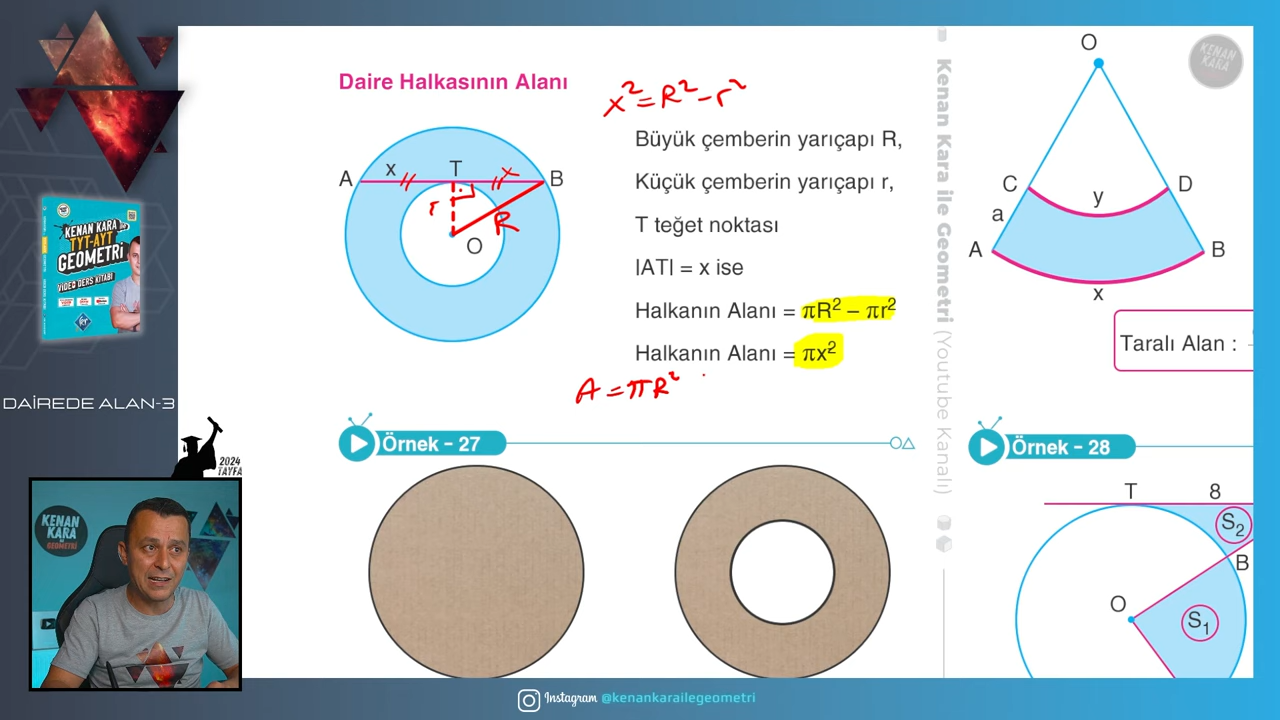 Daire Halkasının Alanı
x² = R² − r²
A
x
T
x
B
r
R
O
Büyük çemberin yarıçapı R,
Küçük çemberin yarıçapı r,
T teğet noktası
|AT| = x ise
Halkanın Alanı = πR² − πr²
Halkanın Alanı = πx²
A = πR²
Kenan Kara ile Geometri (Youtube Kanalı)
KENAN KARA
O
C
D
y
a
A
B
x
Taralı Alan :
Örnek - 27
Örnek - 28
T
8
S₂
B
O
S₁
KENAN KARA
TYT-AYT
GEOMETRİ
VİDEO DERS KİTABI
DAİREDE ALAN-3
2024
TAYFA
KENAN
KARA
GEOMETRİ
Instagram @kenankarailegeometri